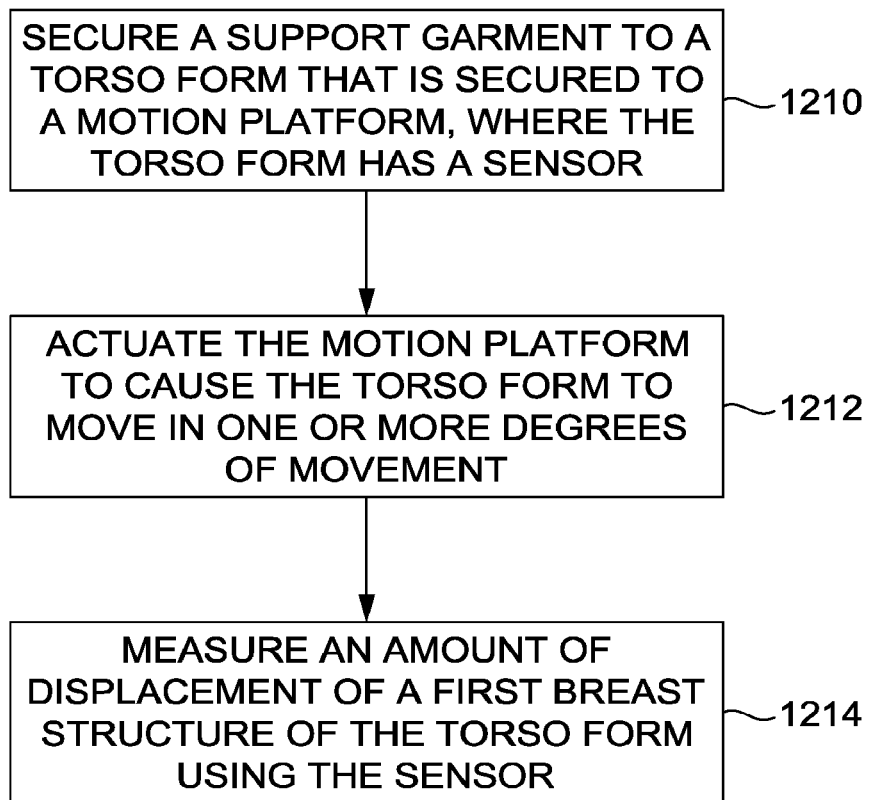 SECURE A SUPPORT GARMENT TO A
TORSO FORM THAT IS SECURED TO
A MOTION PLATFORM, WHERE THE
TORSO FORM HAS A SENSOR
1210
ACTUATE THE MOTION PLATFORM
TO CAUSE THE TORSO FORM TO
MOVE IN ONE OR MORE DEGREES
OF MOVEMENT
1212
MEASURE AN AMOUNT OF
DISPLACEMENT OF A FIRST BREAST
STRUCTURE OF THE TORSO FORM
USING THE SENSOR
1214